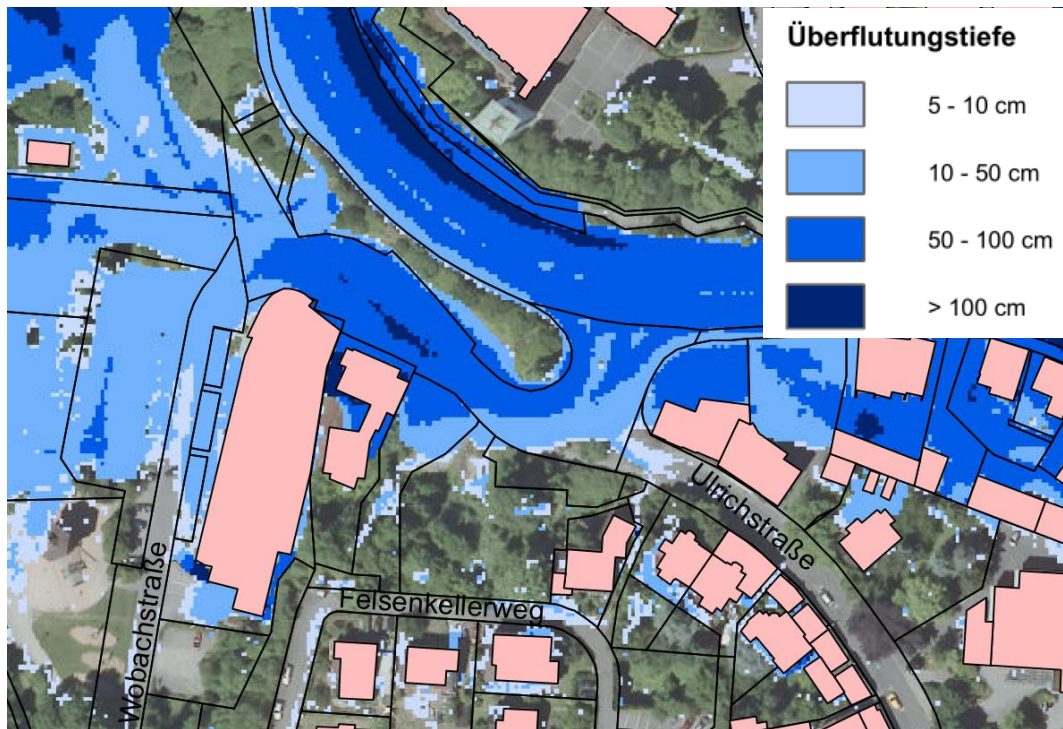 Überflutungstiefe
5 - 10 cm
10 - 50 cm
50 - 100 cm
> 100 cm
Ulrichstraße
Felsenkellerweg
Wobachstraße